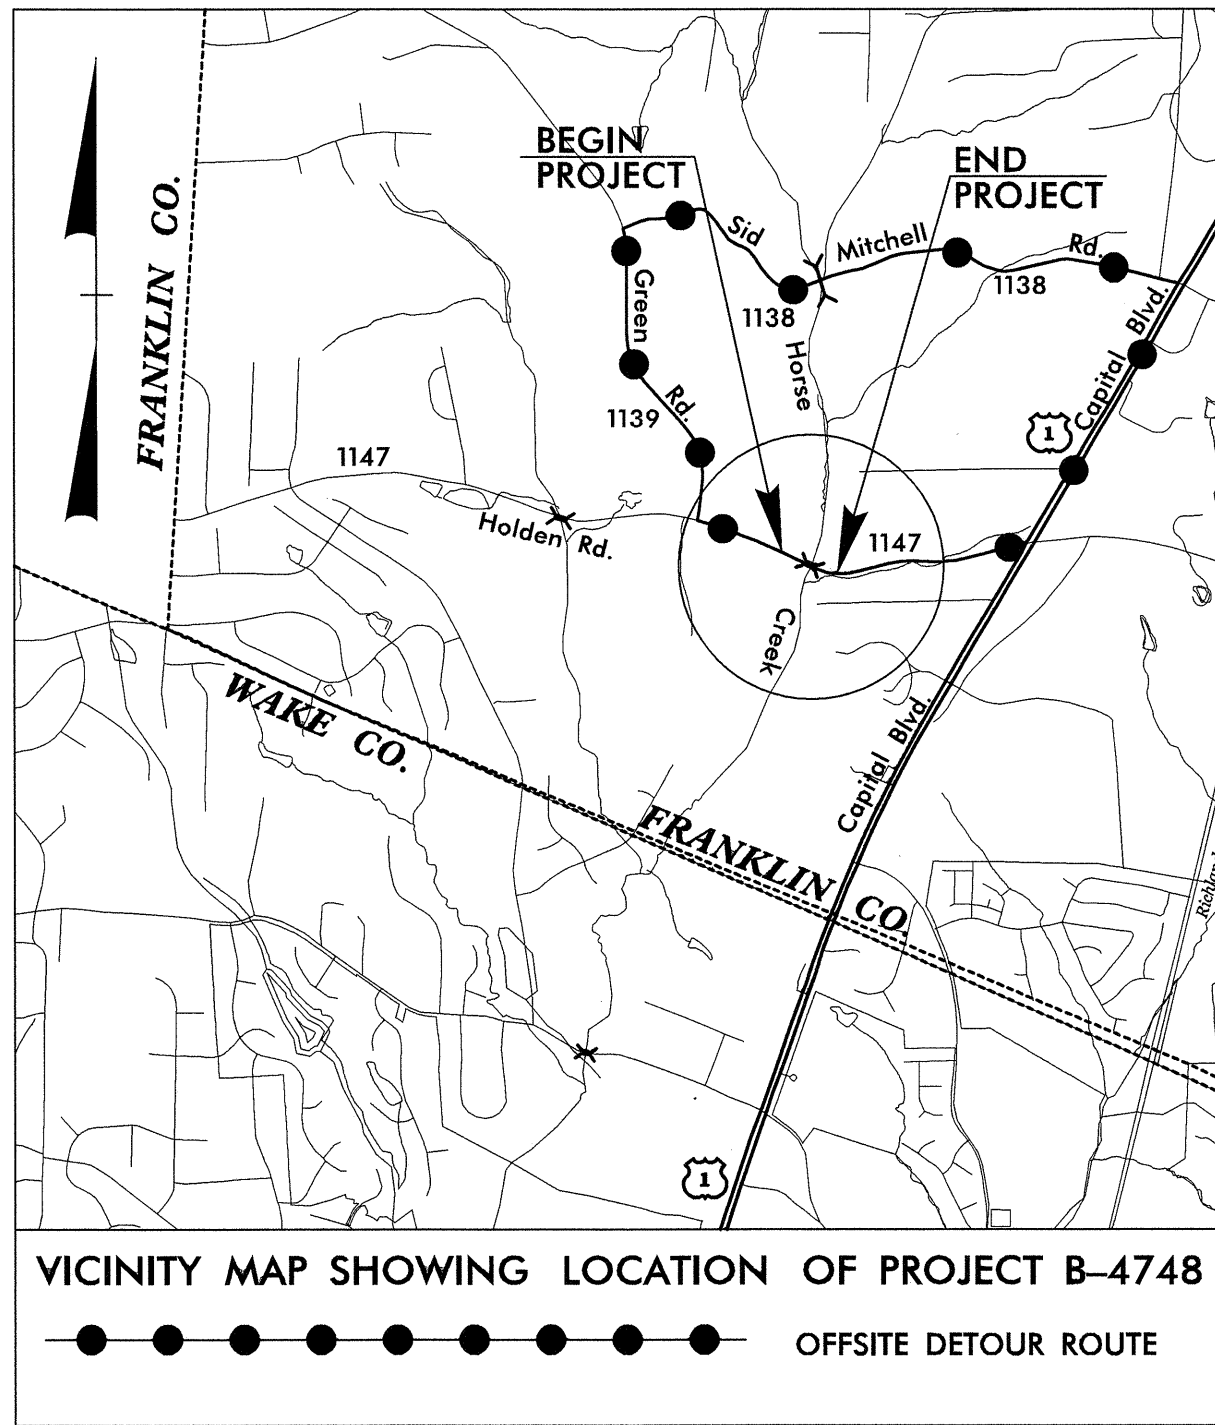 BEGIN
PROJECT
END
PROJECT
FRANKLIN CO.
Sid
Mitchell
Rd.
1138
1138
Green
Rd.
1139
Horse
Capital Blvd.
1
1147
Holden Rd.
1147
Creek
WAKE CO.
Capital Blvd.
FRANKLIN CO.
1
VICINITY MAP SHOWING LOCATION OF PROJECT B–4748
OFFSITE DETOUR ROUTE